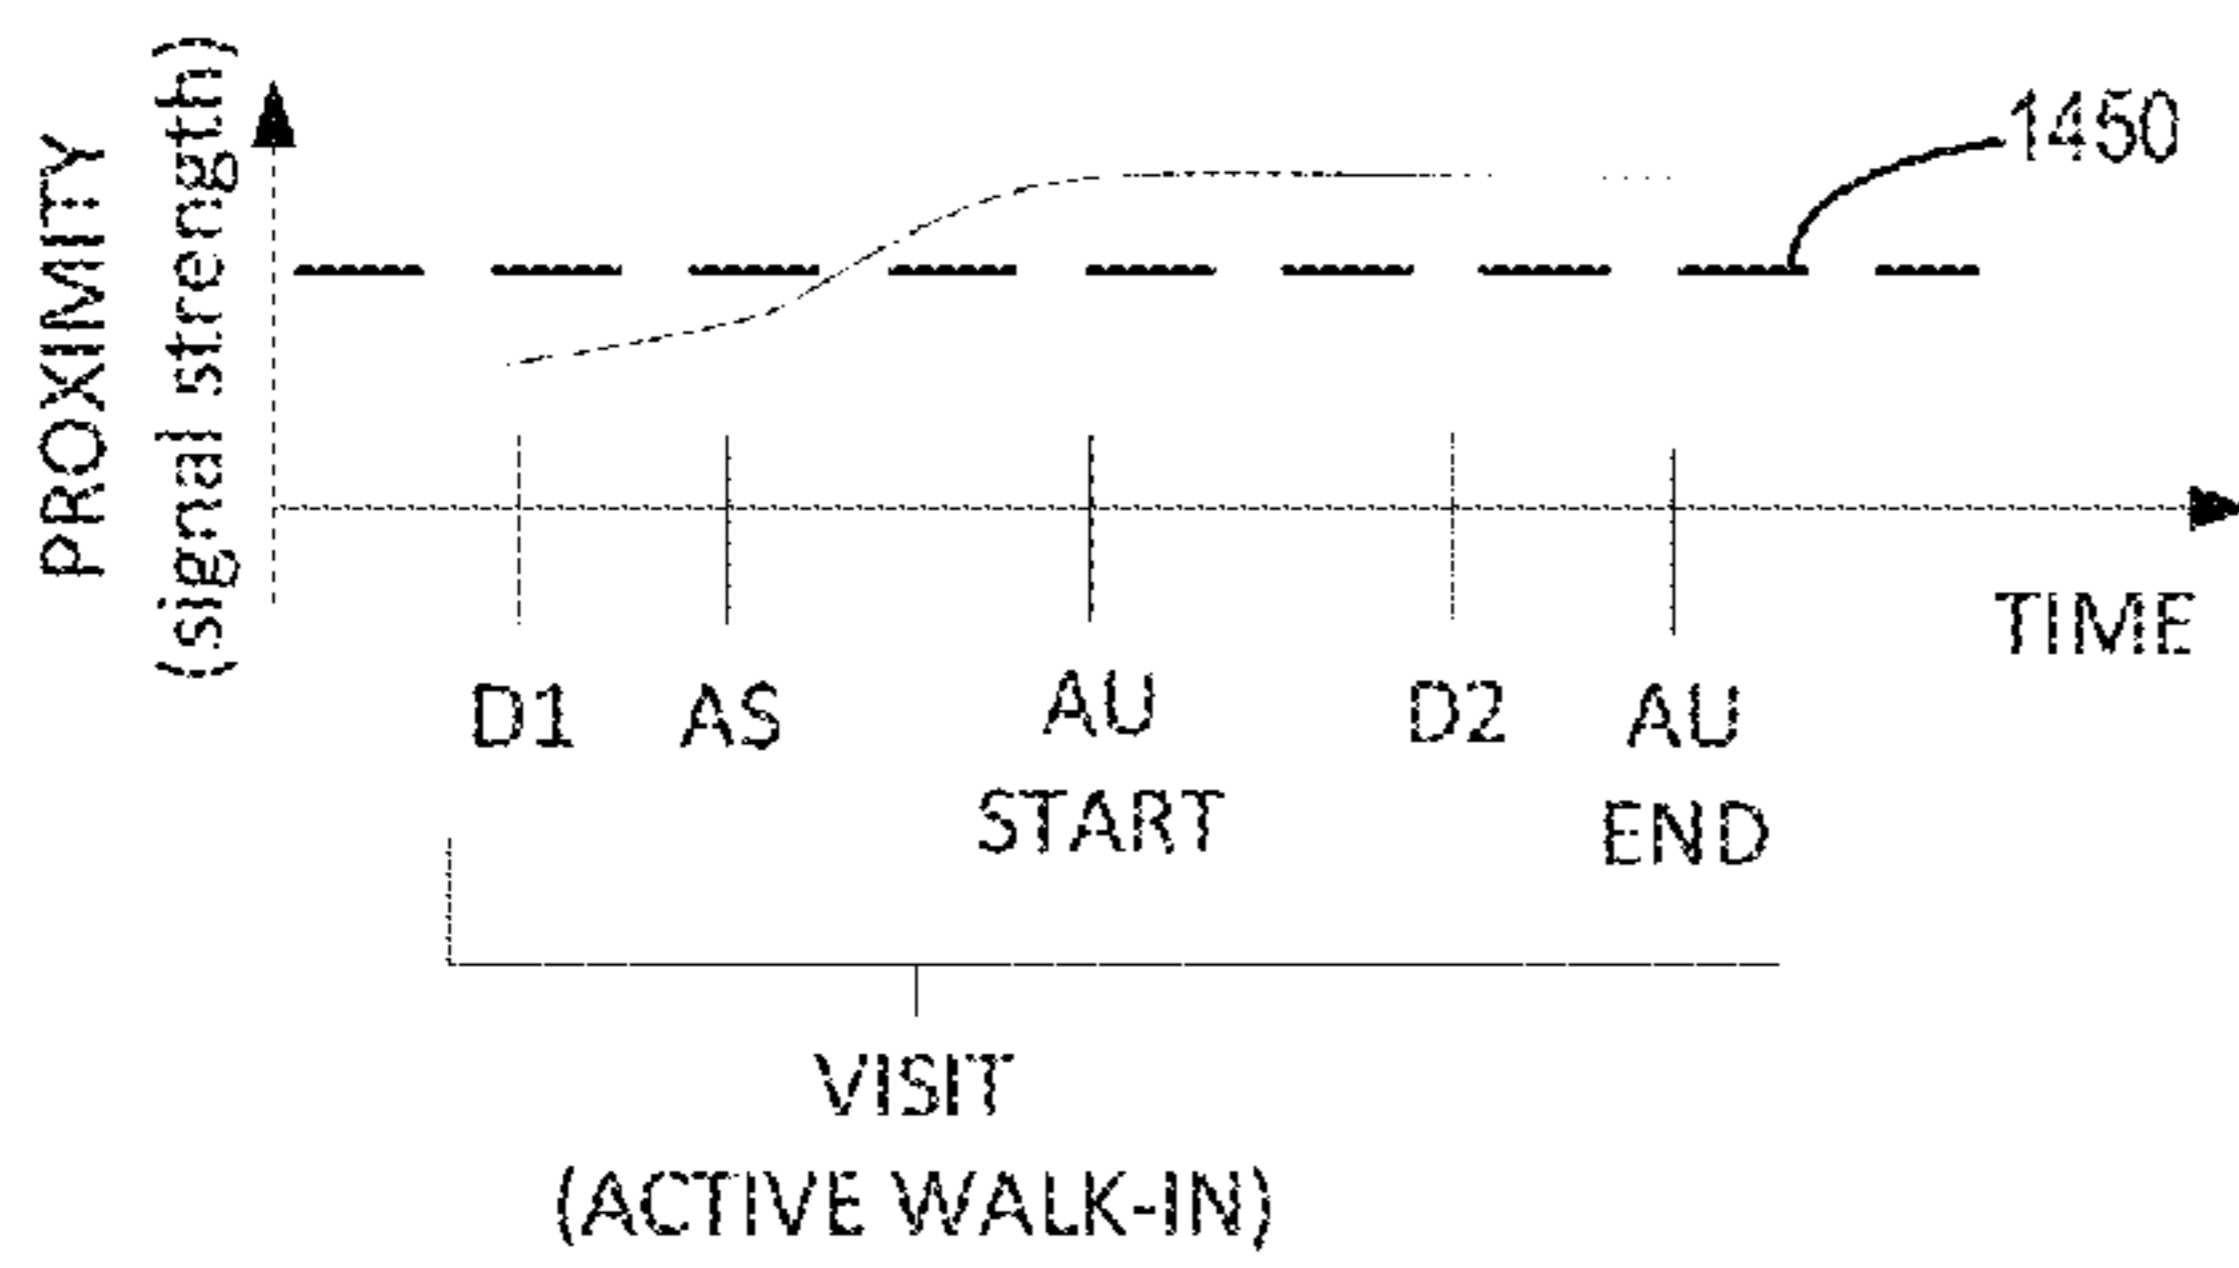 PROXIMITY
(signal strength)
1450
TIME
D1
AS
AU
START
D2
AU
END
VISIT
(ACTIVE WALK-IN)